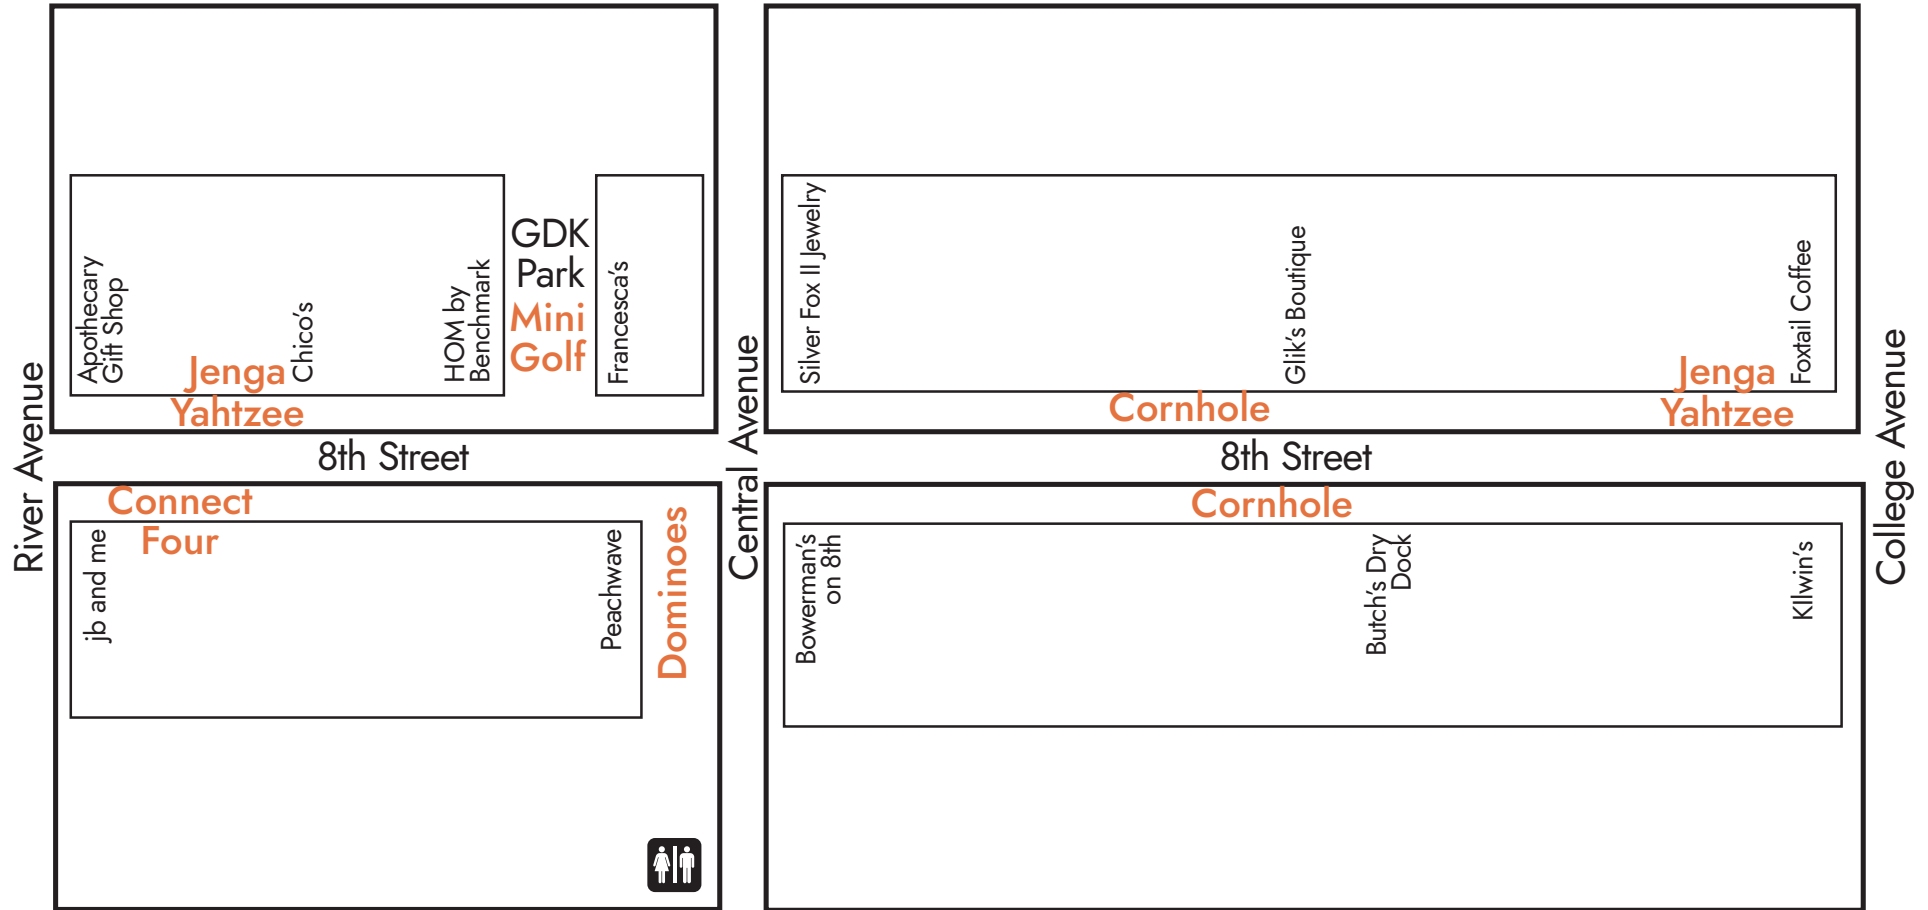 Apothecary
Gift Shop
Jenga
Yahtzee
Chico's
HOM by
Benchmark
GDK
Park
Mini
Golf
Francesca's
Silver Fox II Jewelry
Cornhole
Glik's Boutique
Jenga
Yahtzee
Foxtail Coffee
River Avenue
8th Street
Central Avenue
8th Street
College Avenue
Connect
Four
jb and me
Peachwave
Dominoes
Cornhole
Bowerman's
on 8th
Butch's Dry
Dock
KIlwin's